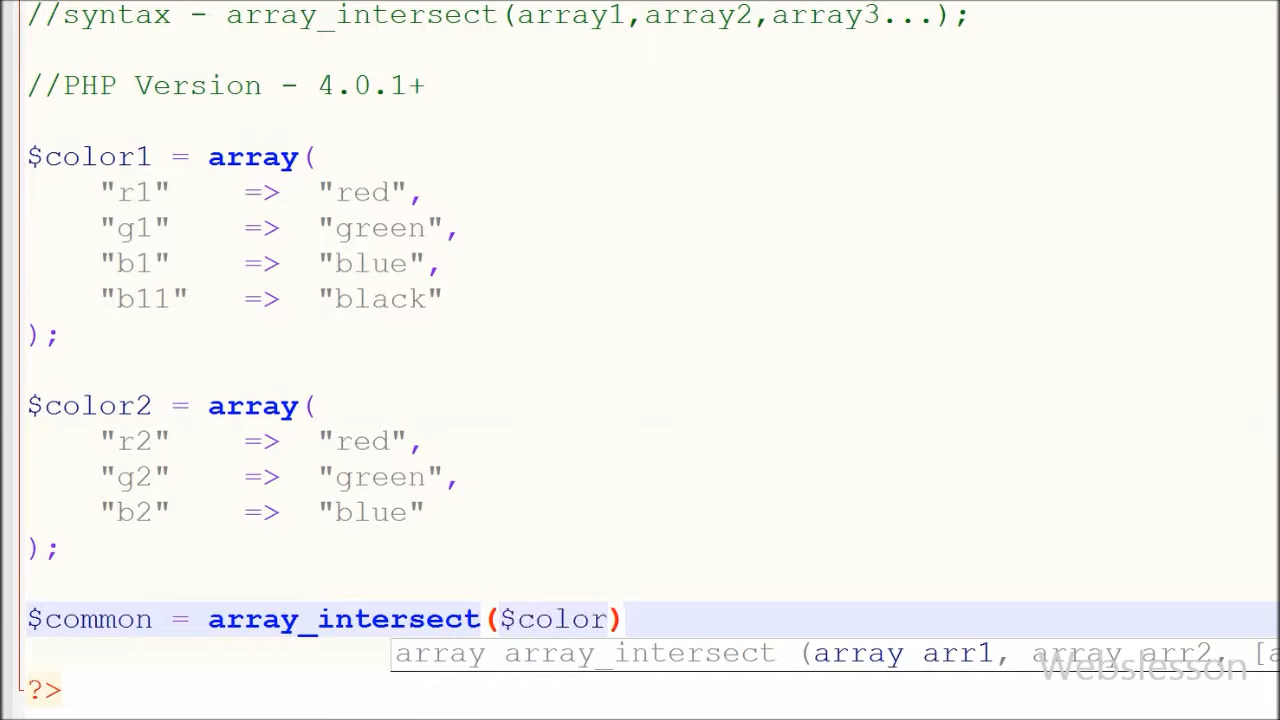 //syntax - array_intersect(array1,array2,array3...);
//PHP Version - 4.0.1+
$color1 = array(
"r1" => "red",
"g1" => "green",
"b1" => "blue",
"b11" => "black"
);
$color2 = array(
"r2" => "red",
"g2" => "green",
"b2" => "blue"
);
$common = array_intersect($color)
array array_intersect (array arr1, array arr2, [a
Webslesson
?>